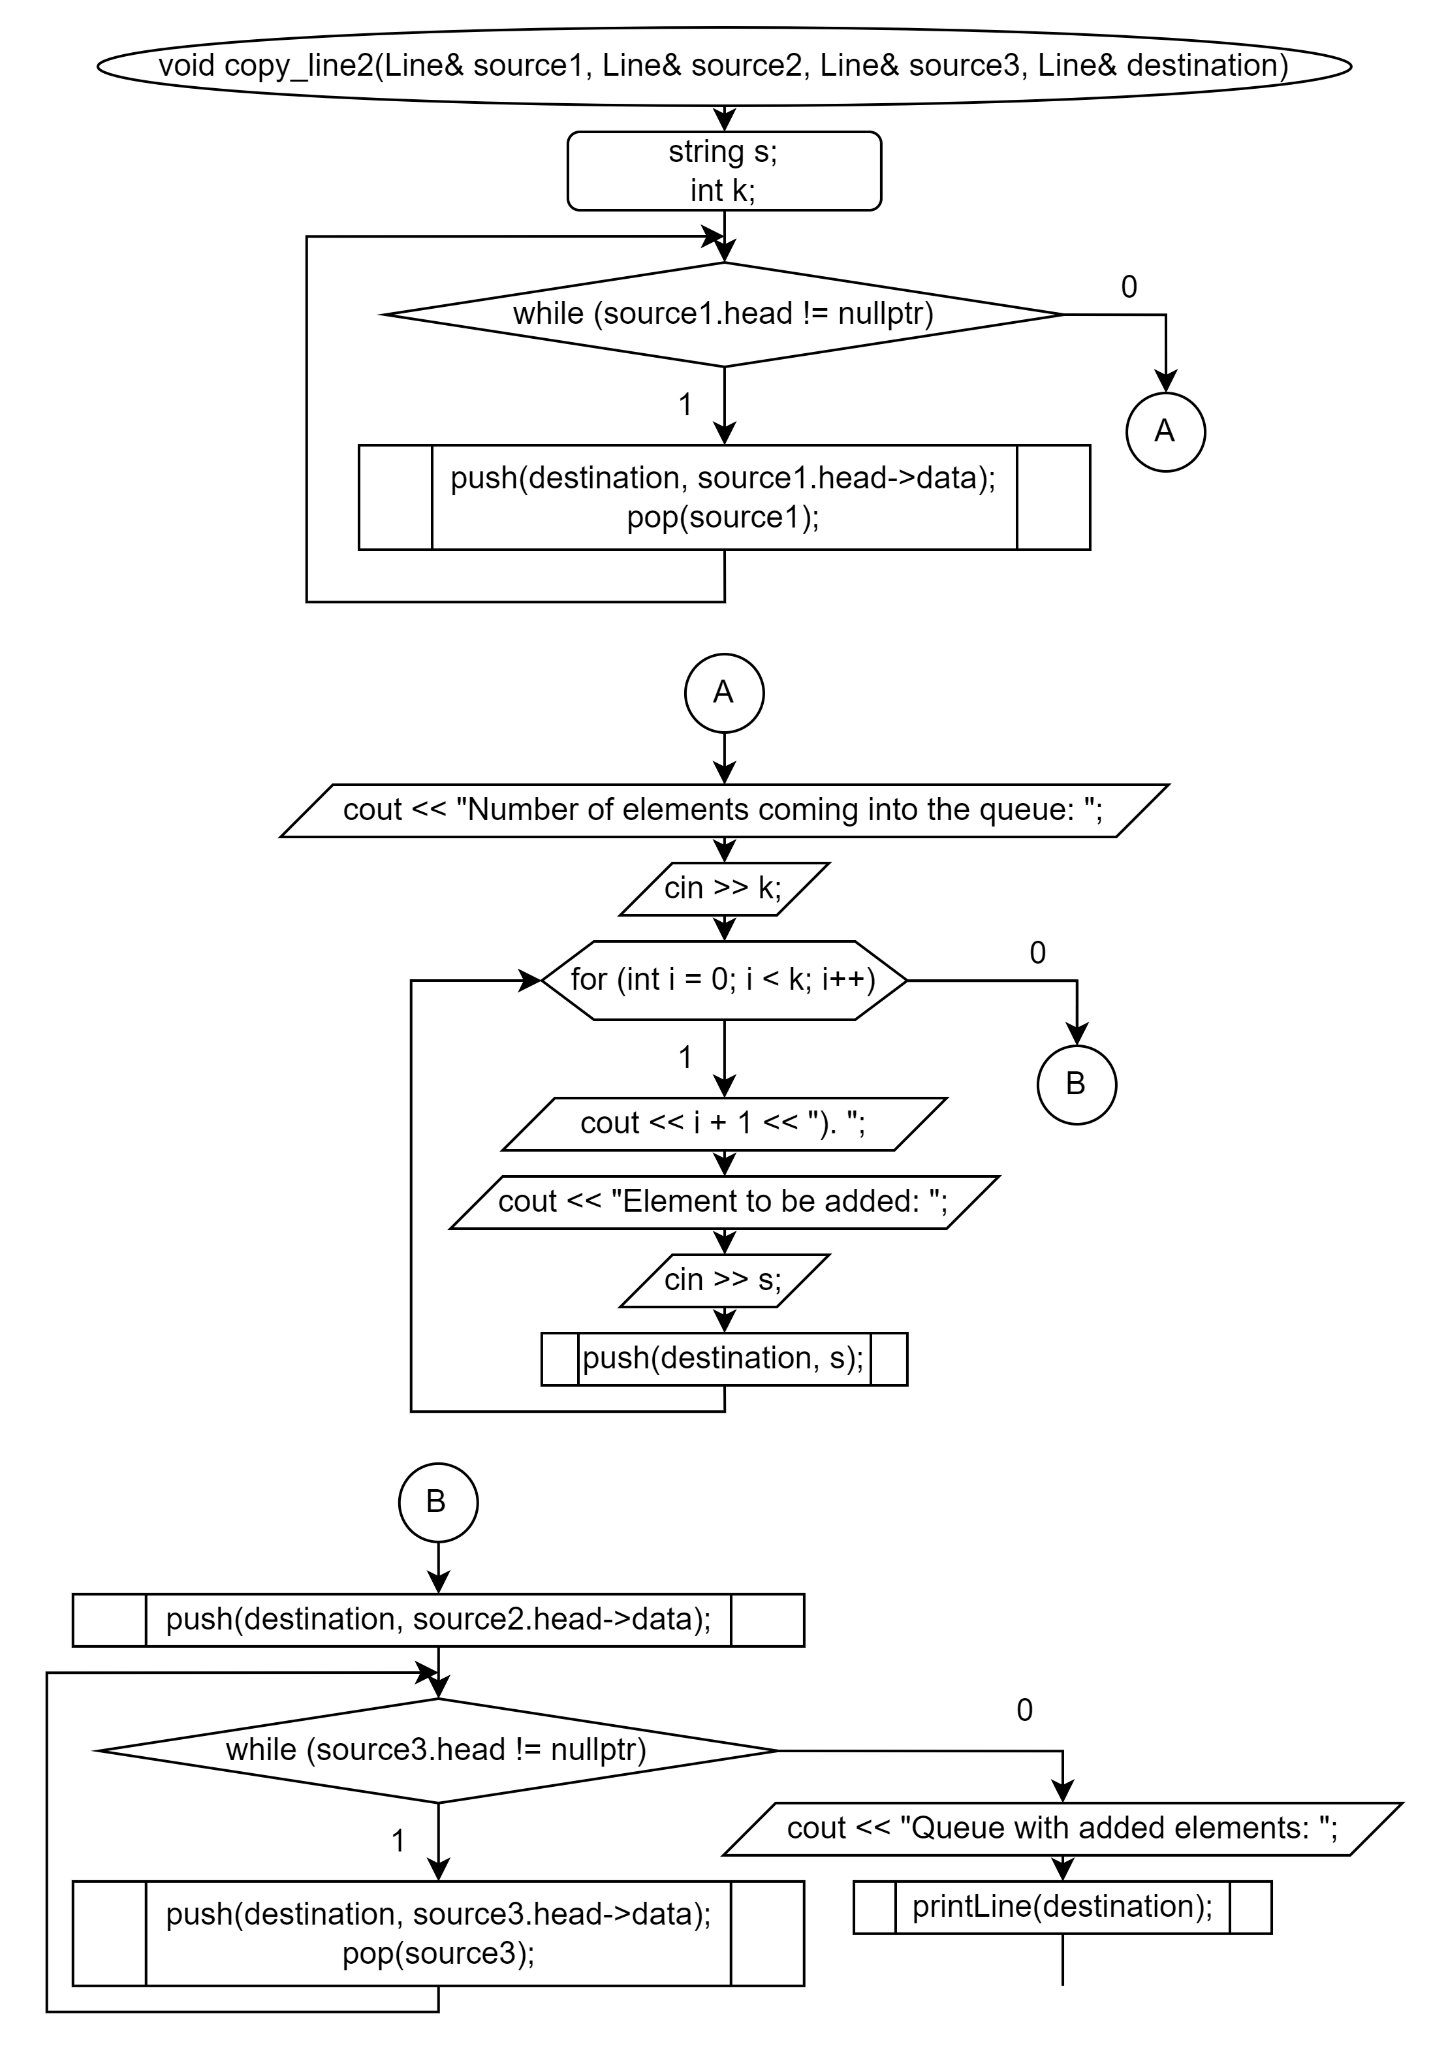 void copy_line2(Line& source1, Line& source2, Line& source3, Line& destination)
string s;
int k;
while (source1.head != nullptr)
0
1
A
push(destination, source1.head->data);
pop(source1);
A
cout << "Number of elements coming into the queue: ";
cin >> k;
for (int i = 0; i < k; i++)
0
1
B
cout << i + 1 << "). ";
cout << "Element to be added: ";
cin >> s;
push(destination, s);
B
push(destination, source2.head->data);
while (source3.head != nullptr)
0
1
cout << "Queue with added elements: ";
push(destination, source3.head->data);
pop(source3);
printLine(destination);